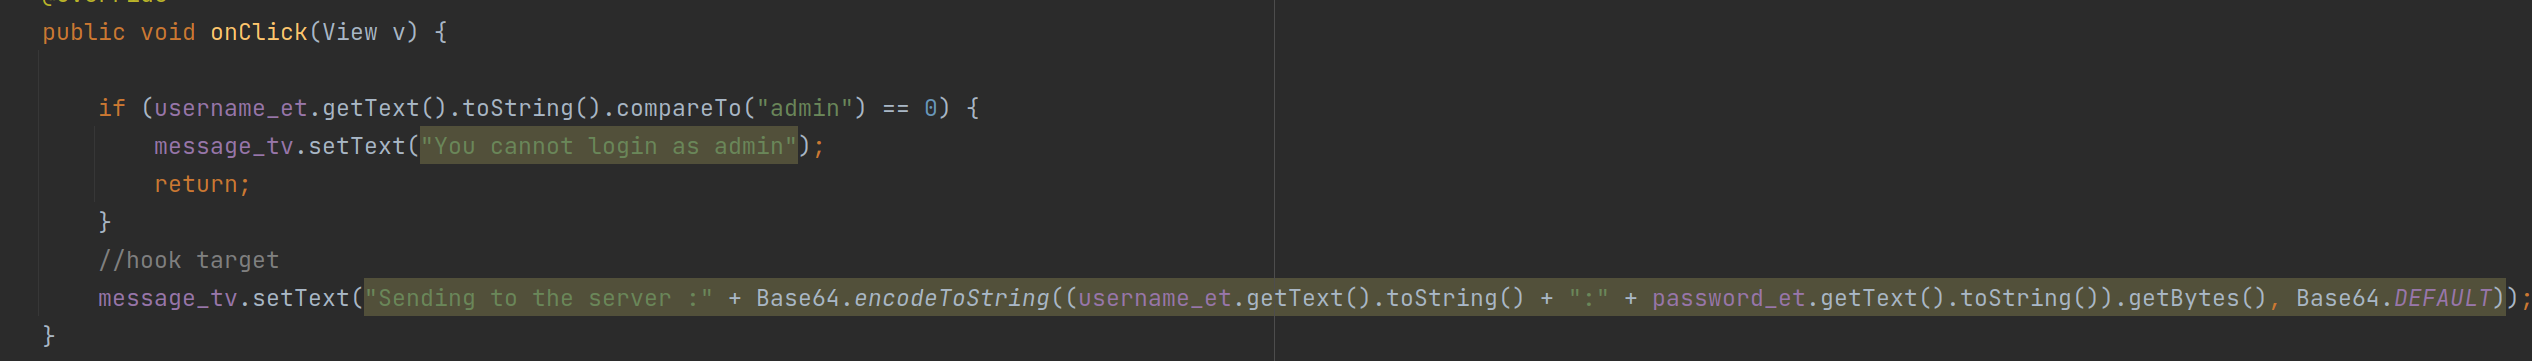 @Override
public void onClick(View v) {
if (username_et.getText().toString().compareTo("admin") == 0) {
message_tv.setText("You cannot login as admin");
return;
}
//hook target
message_tv.setText("Sending to the server :" + Base64.encodeToString((username_et.getText().toString() + ":" + password_et.getText().toString()).getBytes(), Base64.DEFAULT));
}